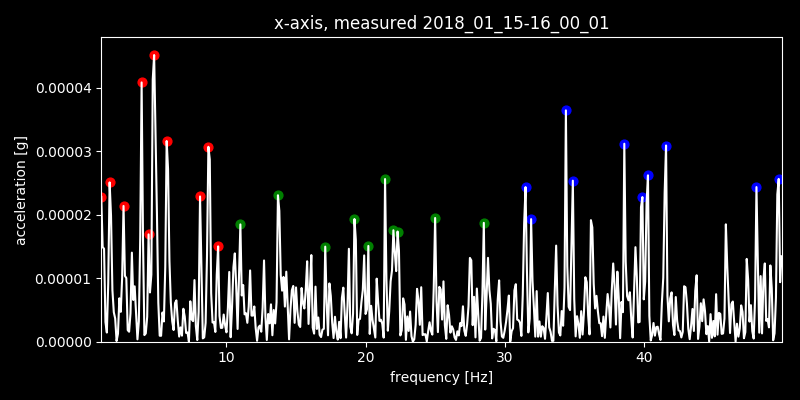 x-axis, measured 2018_01_15-16_00_01
0.00004
0.00003
0.00002
0.00001
0.00000
acceleration [g]
10 20 30 40
frequency [Hz]